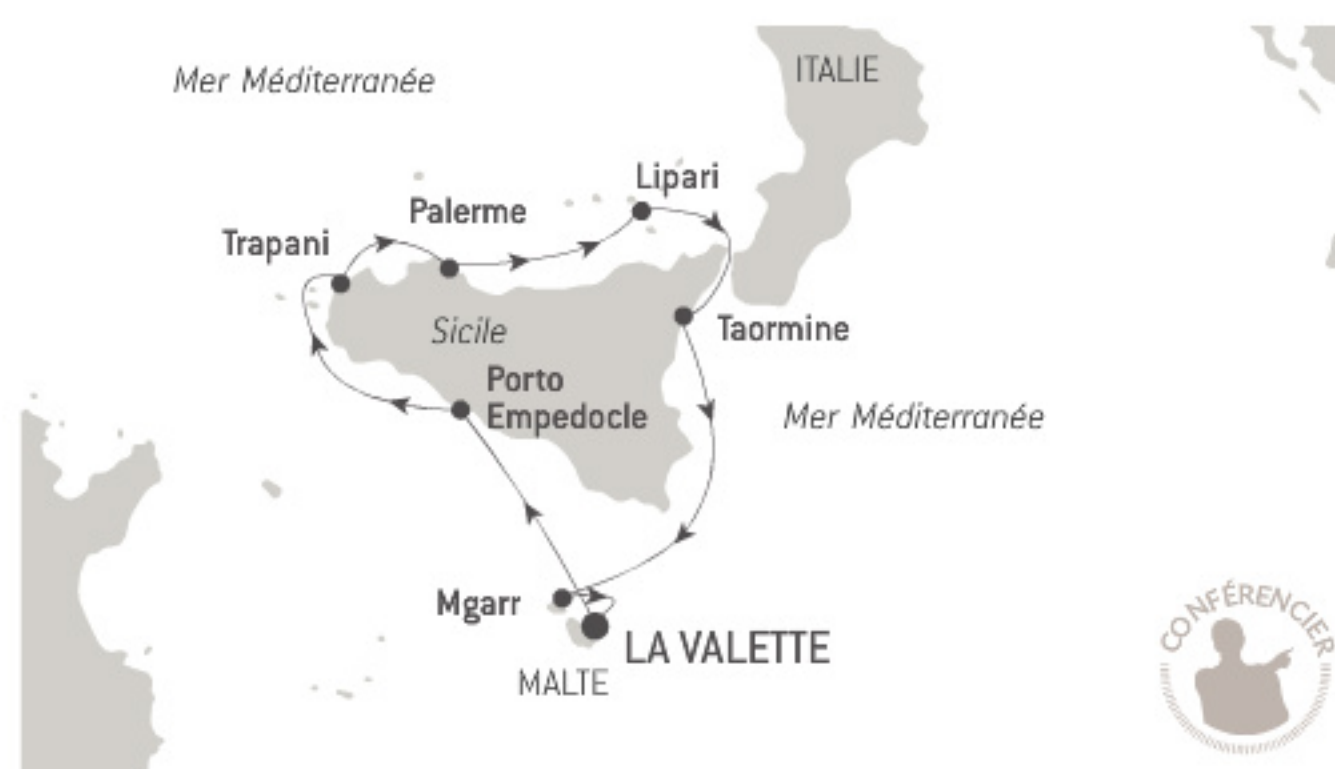 Mer Méditerranée
ITALIE
Lipari
Palerme
Trapani
Sicile
Taormine
Porto
Empedocle
Mer Méditerranée
Mgarr
LA VALETTE
MALTE
CONFÉRENCIER